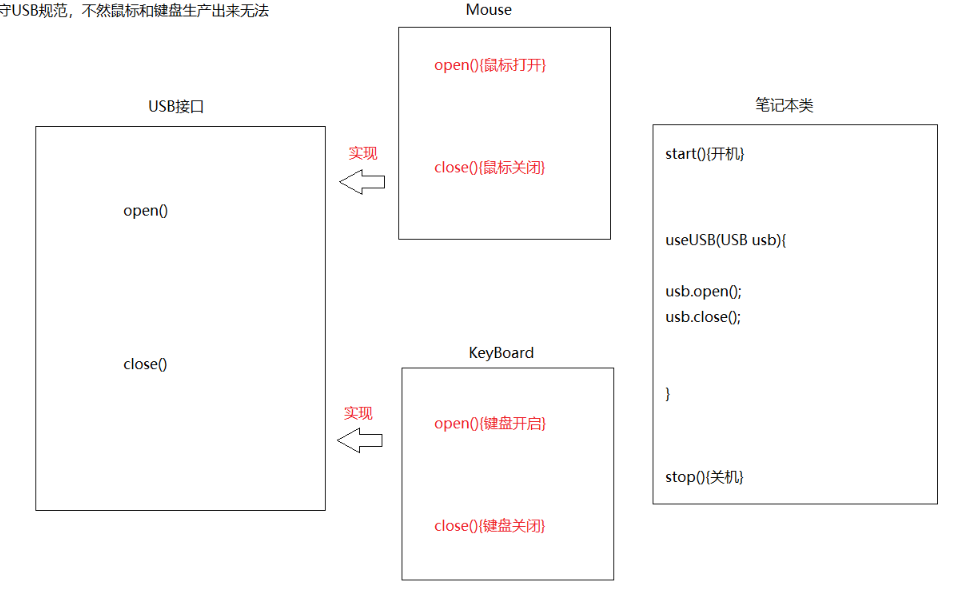 守USB规范，不然鼠标和键盘生产出来无法
USB接口
open()
close()
实现
实现
Mouse
open(){鼠标打开}
close(){鼠标关闭}
KeyBoard
open(){键盘开启}
close(){键盘关闭}
笔记本类
start(){开机}
useUSB(USB usb){
usb.open();
usb.close();
}
stop(){关机}